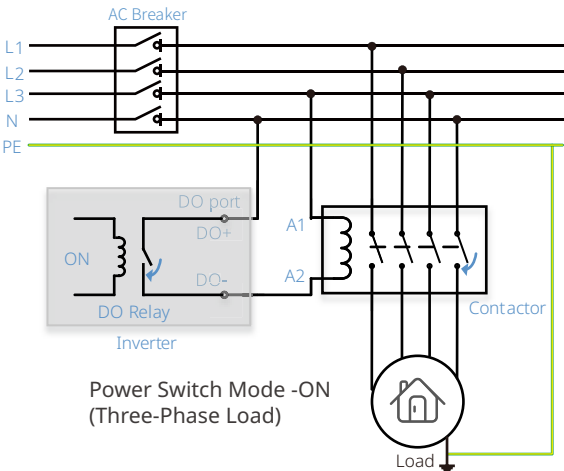 AC Breaker
L1
L2
L3
N
PE
DO port
DO+
A1
ON
DO-
A2
DO Relay
Contactor
Inverter
Power Switch Mode -ON
(Three-Phase Load)
Load